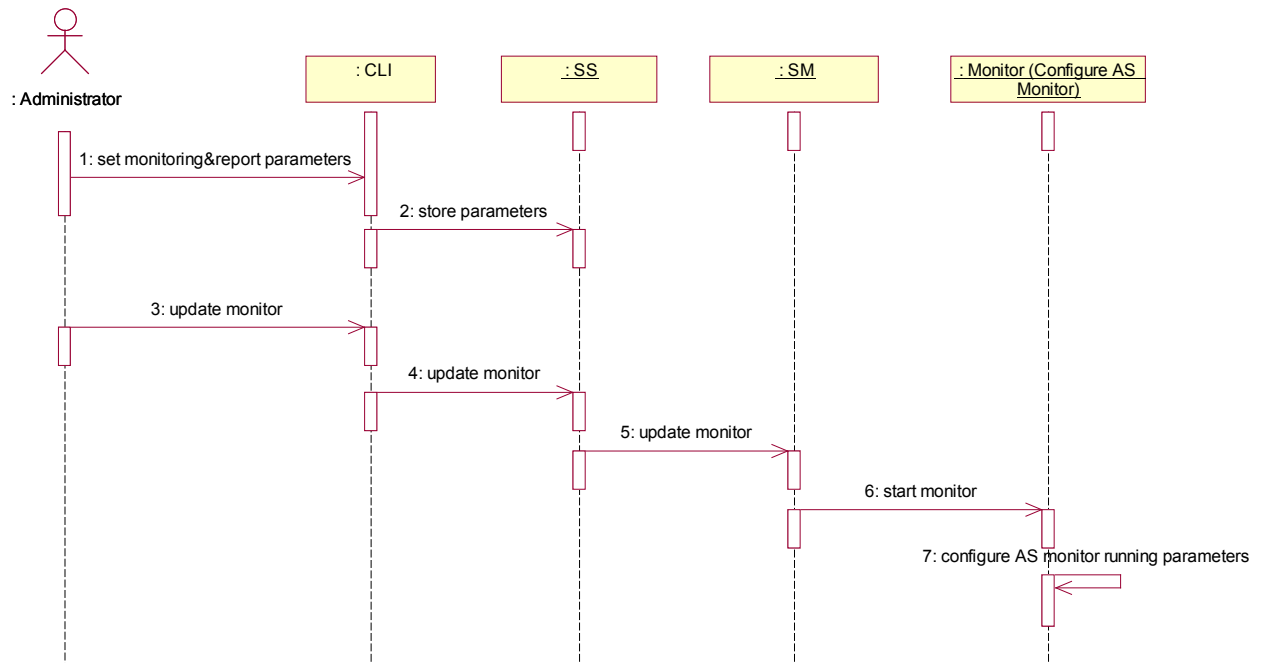 : Administrator
: CLI
: SS
: SM
: Monitor (Configure AS
Monitor)
1: set monitoring&report parameters
2: store parameters
3: update monitor
4: update monitor
5: update monitor
6: start monitor
7: configure AS monitor running parameters